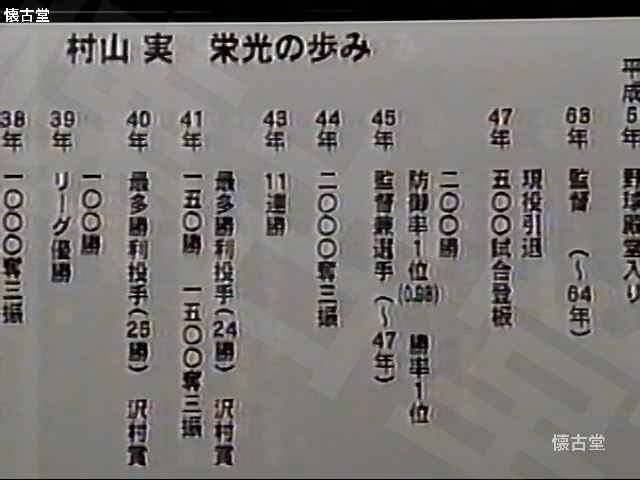 懐古堂
村山 実 栄光の歩み
38年
一〇〇〇奪三振
39年
リーグ優勝
一〇〇勝
40年
最多勝利投手(25勝) 沢村賞
41年
一五〇勝 一五〇〇奪三振
最多勝利投手(24勝) 沢村賞
43年
11連勝
44年
二〇〇〇奪三振
45年
監督兼選手(〜47年)
防御率1位(0.98) 勝率1位
二〇〇勝
47年
五〇〇試合登板
現役引退
63年
監督 (〜64年)
平成5年
野球殿堂入り
懐古堂